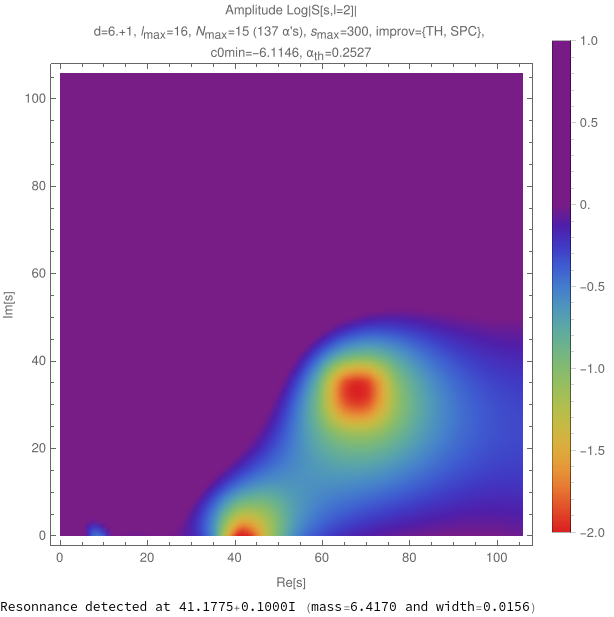 Amplitude Log|S[s,l=2]|
d=6.+1, lmax=16, Nmax=15 (137 α's), smax=300, improv={TH, SPC},
c0min=−6.1146, αth=0.2527
1.0
0.5
0.
−0.5
−1.0
−1.5
−2.0
100
80
60
40
20
0
Im[s]
0 20 40 60 80 100
Re[s]
Resonnance detected at 41.1775+0.1000I (mass=6.4170 and width=0.0156)